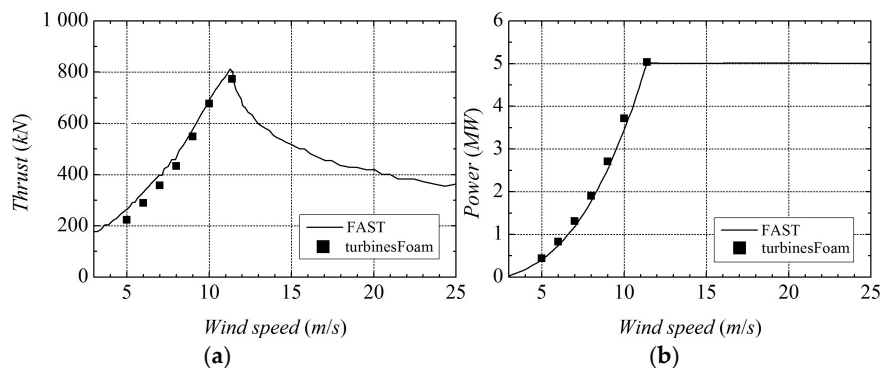 1 000
800
600
400
200
0
Thrust (kN)
5 10 15 20 25
Wind speed (m/s)
FAST
turbinesFoam
(a)
6
5
4
3
2
1
0
Power (MW)
5 10 15 20 25
Wind speed (m/s)
FAST
turbinesFoam
(b)